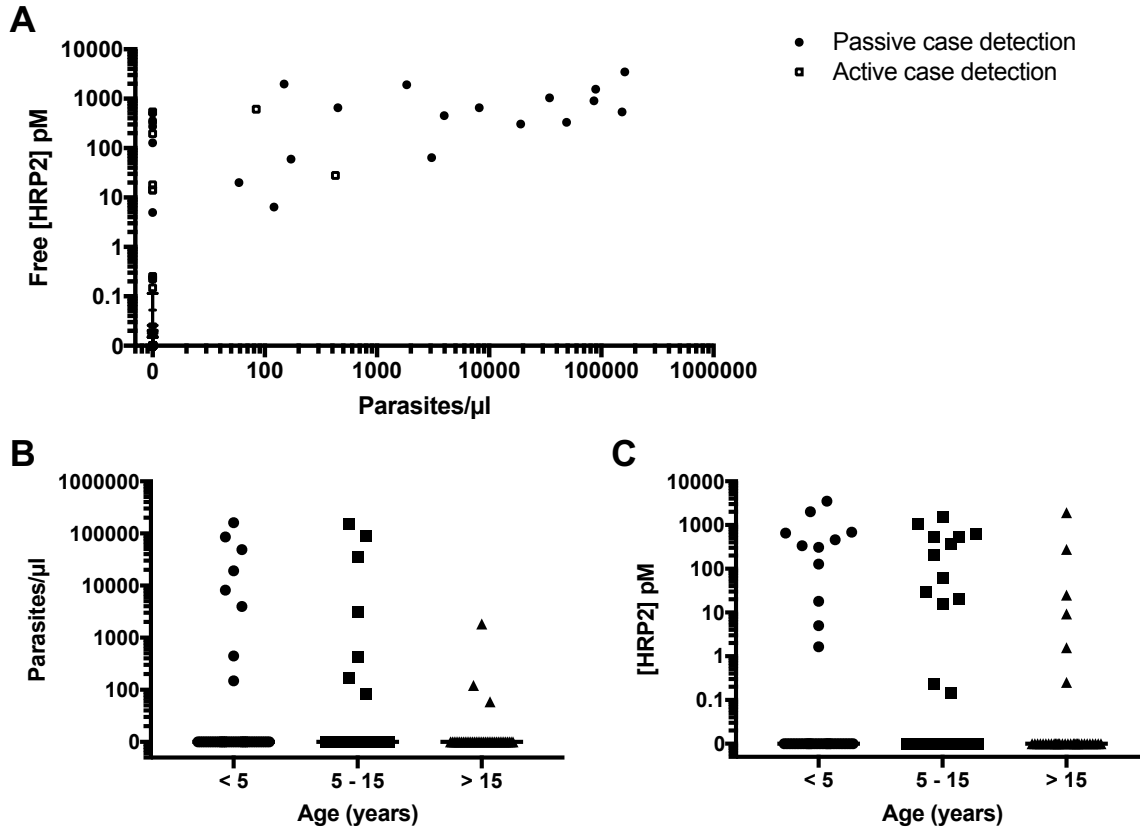 A
Passive case detection
Active case detection
Free [HRP2] pM
10000
1000
100
10
1
0.1
0
0 100 1000 10000 100000 1000000
Parasites/µl
B
Parasites/µl
1000000
100000
10000
1000
100
0
< 5 5 - 15 > 15
Age (years)
C
[HRP2] pM
10000
1000
100
10
1
0.1
0
< 5 5 - 15 > 15
Age (years)